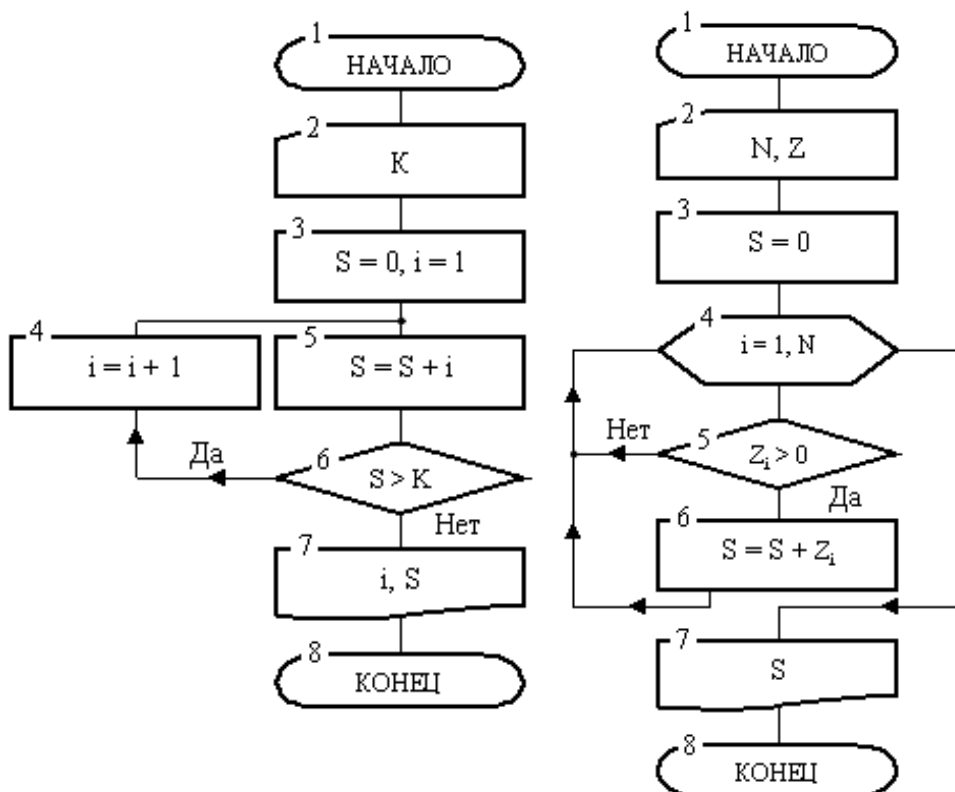 1
НАЧАЛО
2
K
3
S = 0, i = 1
4
i = i + 1
5
S = S + i
6
S > K
Да
Нет
7
i, S
8
КОНЕЦ
1
НАЧАЛО
2
N, Z
3
S = 0
4
i = 1, N
5
Zi > 0
Нет
Да
6
S = S + Zi
7
S
8
КОНЕЦ